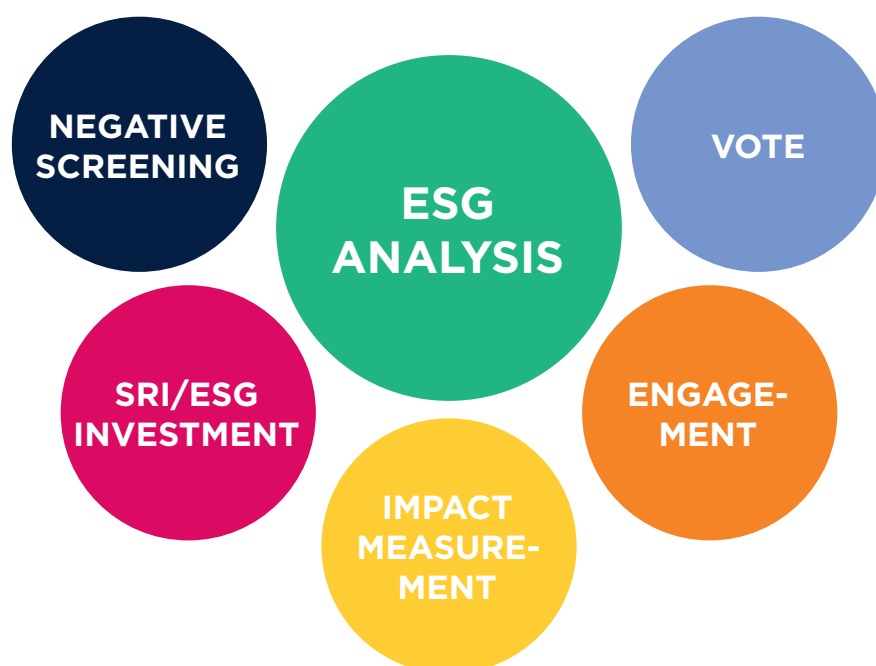 NEGATIVE
SCREENING
ESG
ANALYSIS
VOTE
SRI/ESG
INVESTMENT
ENGAGE-
MENT
IMPACT
MEASURE-
MENT